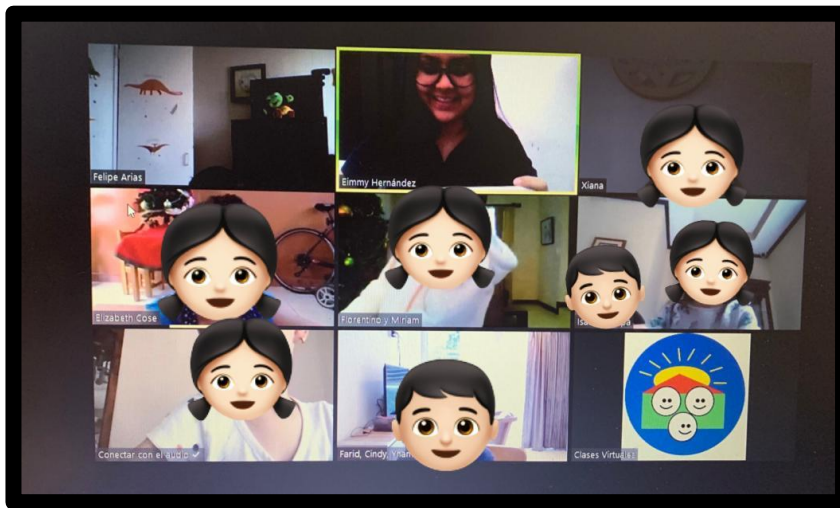 Felipe Arias
Eimmy Hernández
Xiana
Elizabeth Cose
Florentino y Miriam
Conectar con el audio
Farid, Cindy,
Clases Virtuales